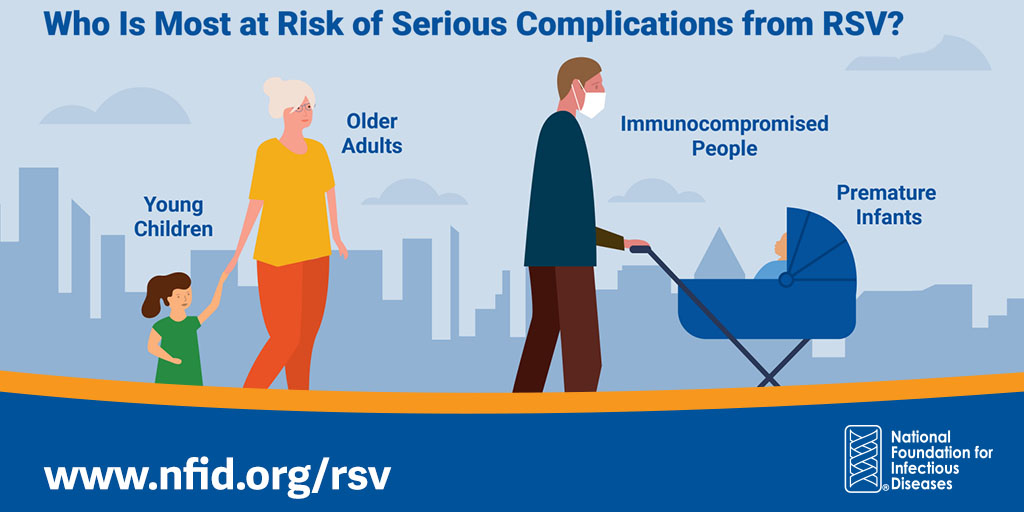 Who Is Most at Risk of Serious Complications from RSV?
Older
Adults
Immunocompromised
People
Young
Children
Premature
Infants
www.nfid.org/rsv
National
Foundation for
Infectious
® Diseases